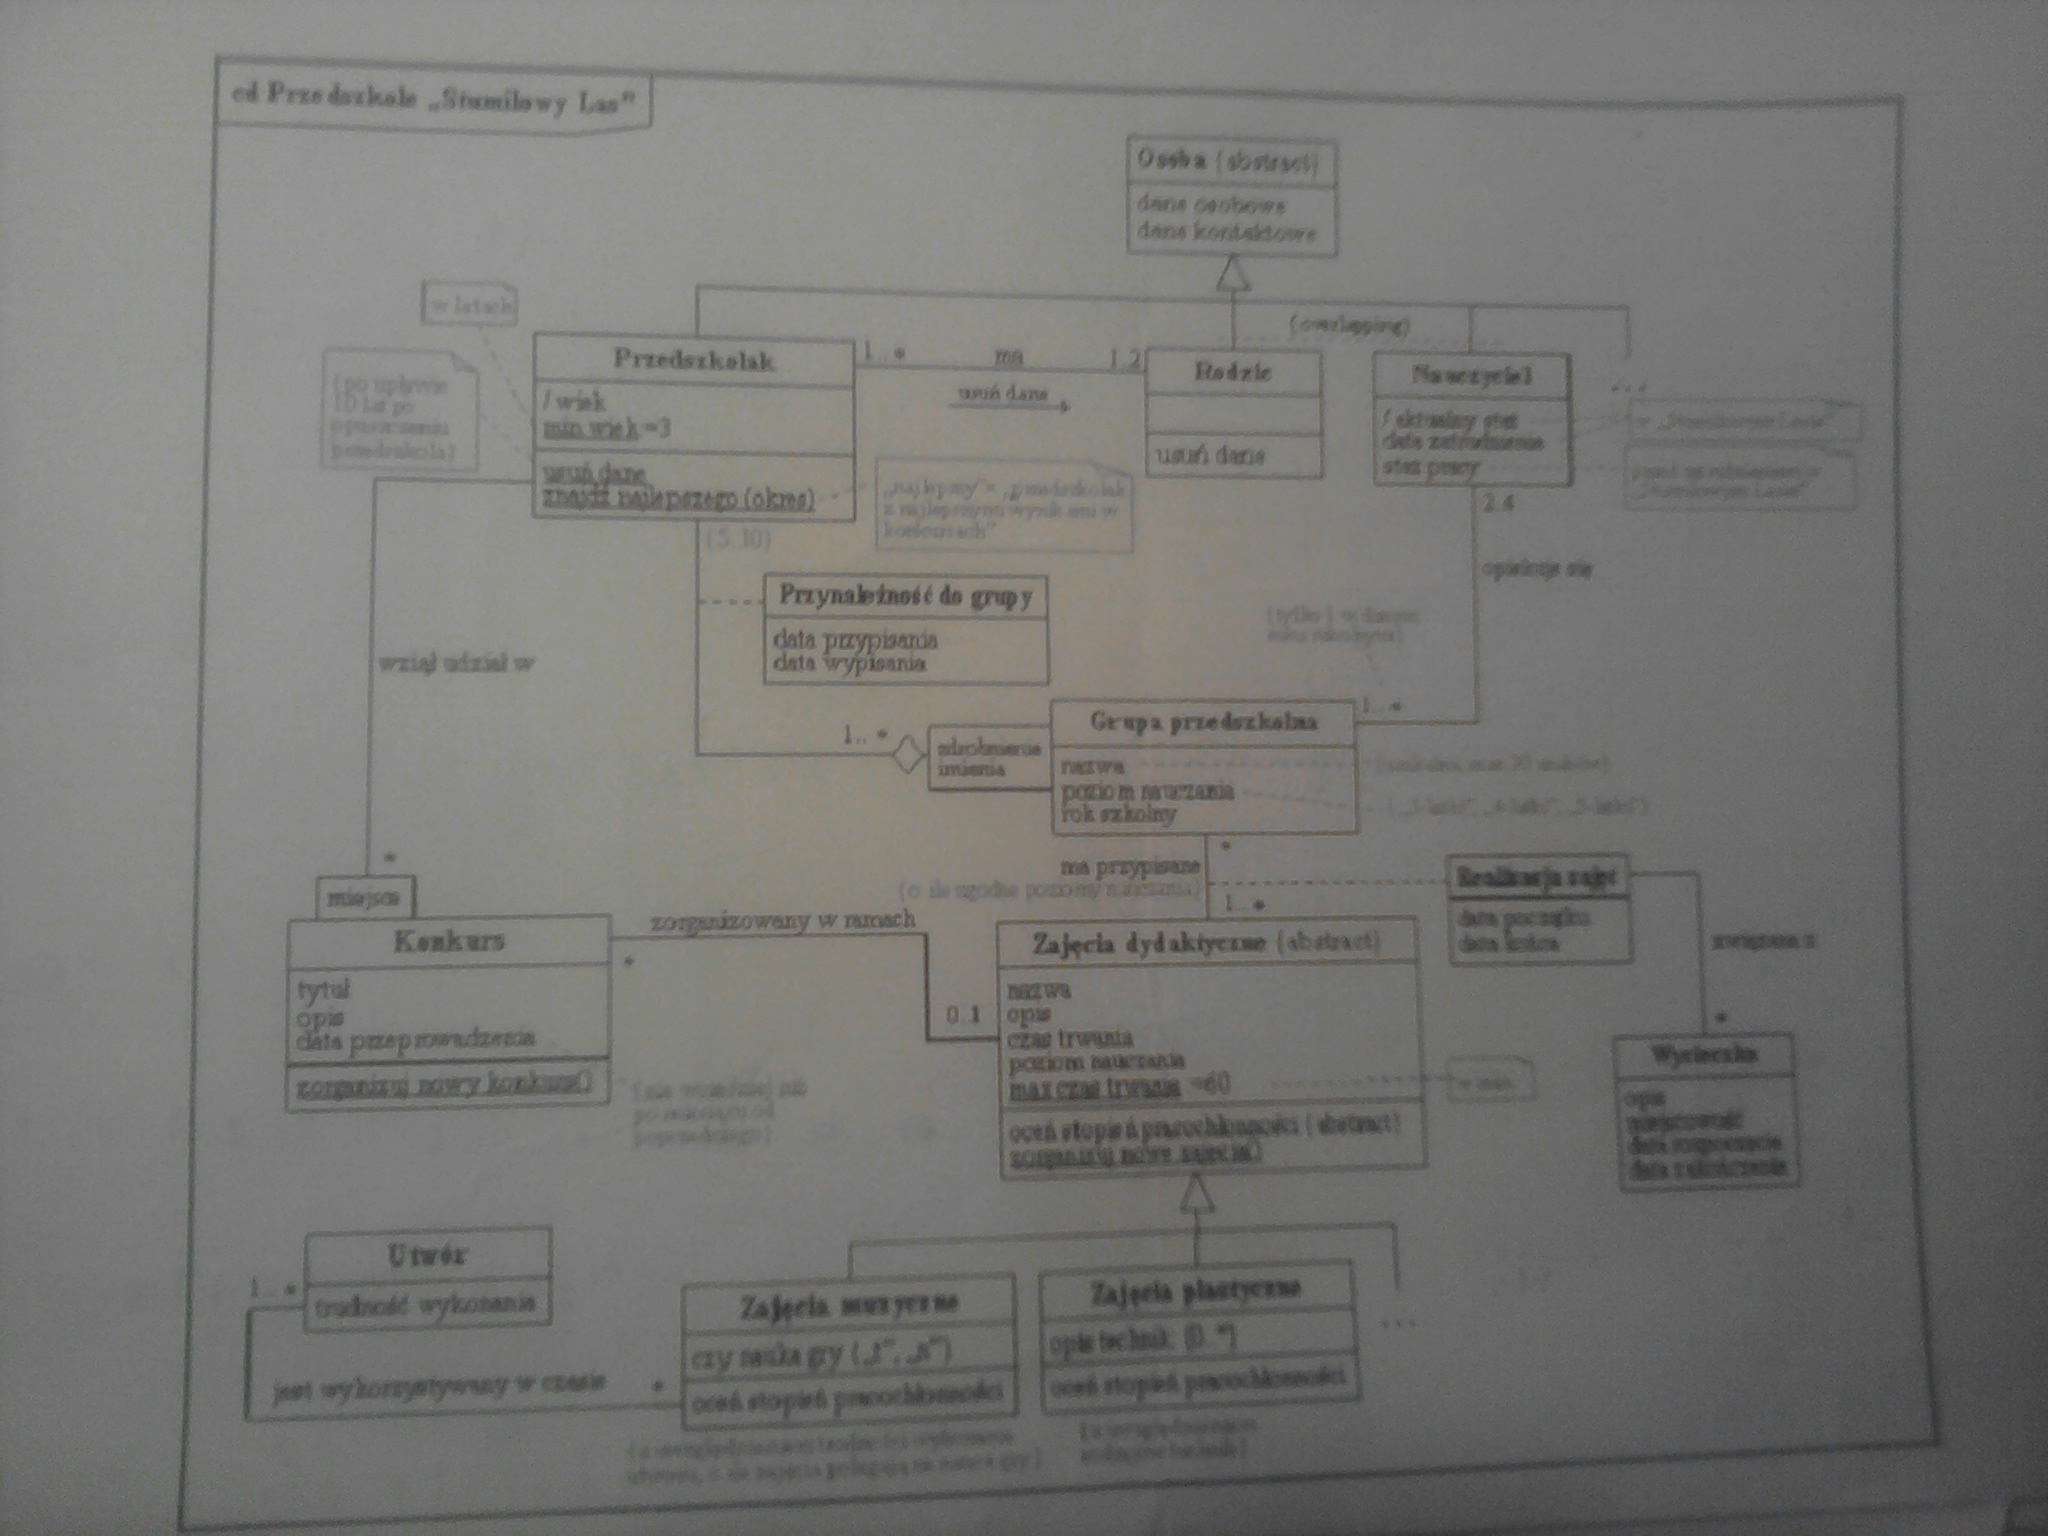 cd Przedszkole „Stumilowy Las”
Osoba {abstract}
dane osobowe
dane kontaktowe
w latach
{overlapping}
{po upływie
10 lat po
opuszczeniu
przedszkola}
Przedszkolak
/ wiek
min wiek =3
usuń dane
znajdź najlepszego (okres)
1.. *
ma
1..2
usuń dane
Rodzic
usuń dane
Nauczyciel
/ aktualny staż
data zatrudnienia
staż pracy
...
w „Stumilowym Lesie”
„Stumilowym Lesie”
„najlepszy” = „przedszkolak
z najlepszymi wynikami w
konkursach”
{5..10}
2..4
opiekuje się
Przynależność do grupy
data przypisania
data wypisania
{tylko 1 w danym
roku szkolnym}
wziął udział w
1.. *
zdrobnienie
imienia
Grupa przedszkolna
nazwa
poziom nauczania
rok szkolny
1.. *
{unikalna, max 30 znaków}
{„3-latki”, „4-latki”, „5-latki”}
*
ma przypisane
{o ile zgodne poziomy nauczania}
1.. *
Realizacja zajęć
data początku
data końca
związana z
*
*
miejsce
Konkurs
tytuł
opis
data przeprowadzenia
zorganizuj nowy konkurs()
zorganizowany w ramach
*
0..1
{nie wcześniej niż
po miesiącu od
poprzedniego}
Zajęcia dydaktyczne {abstract}
nazwa
opis
czas trwania
poziom nauczania
max czas trwania =60
oceń stopień pracochłonności {abstract}
zorganizuj nowe zajęcia()
w min.
Wycieczka
opis
miejscowość
data rozpoczęcia
data zakończenia
Utwór
trudność wykonania
1.. *
jest wykorzystywany w czasie
*
Zajęcia muzyczne
czy nauka gry {„T”, „N”}
oceń stopień pracochłonności
{z uwzględnieniem trudności wykonania
utworu, o ile zajęcia polegają na nauce gry}
Zajęcia plastyczne
opis technik [0..*]
oceń stopień pracochłonności
{z uwzględnieniem
rodzajów technik}
...